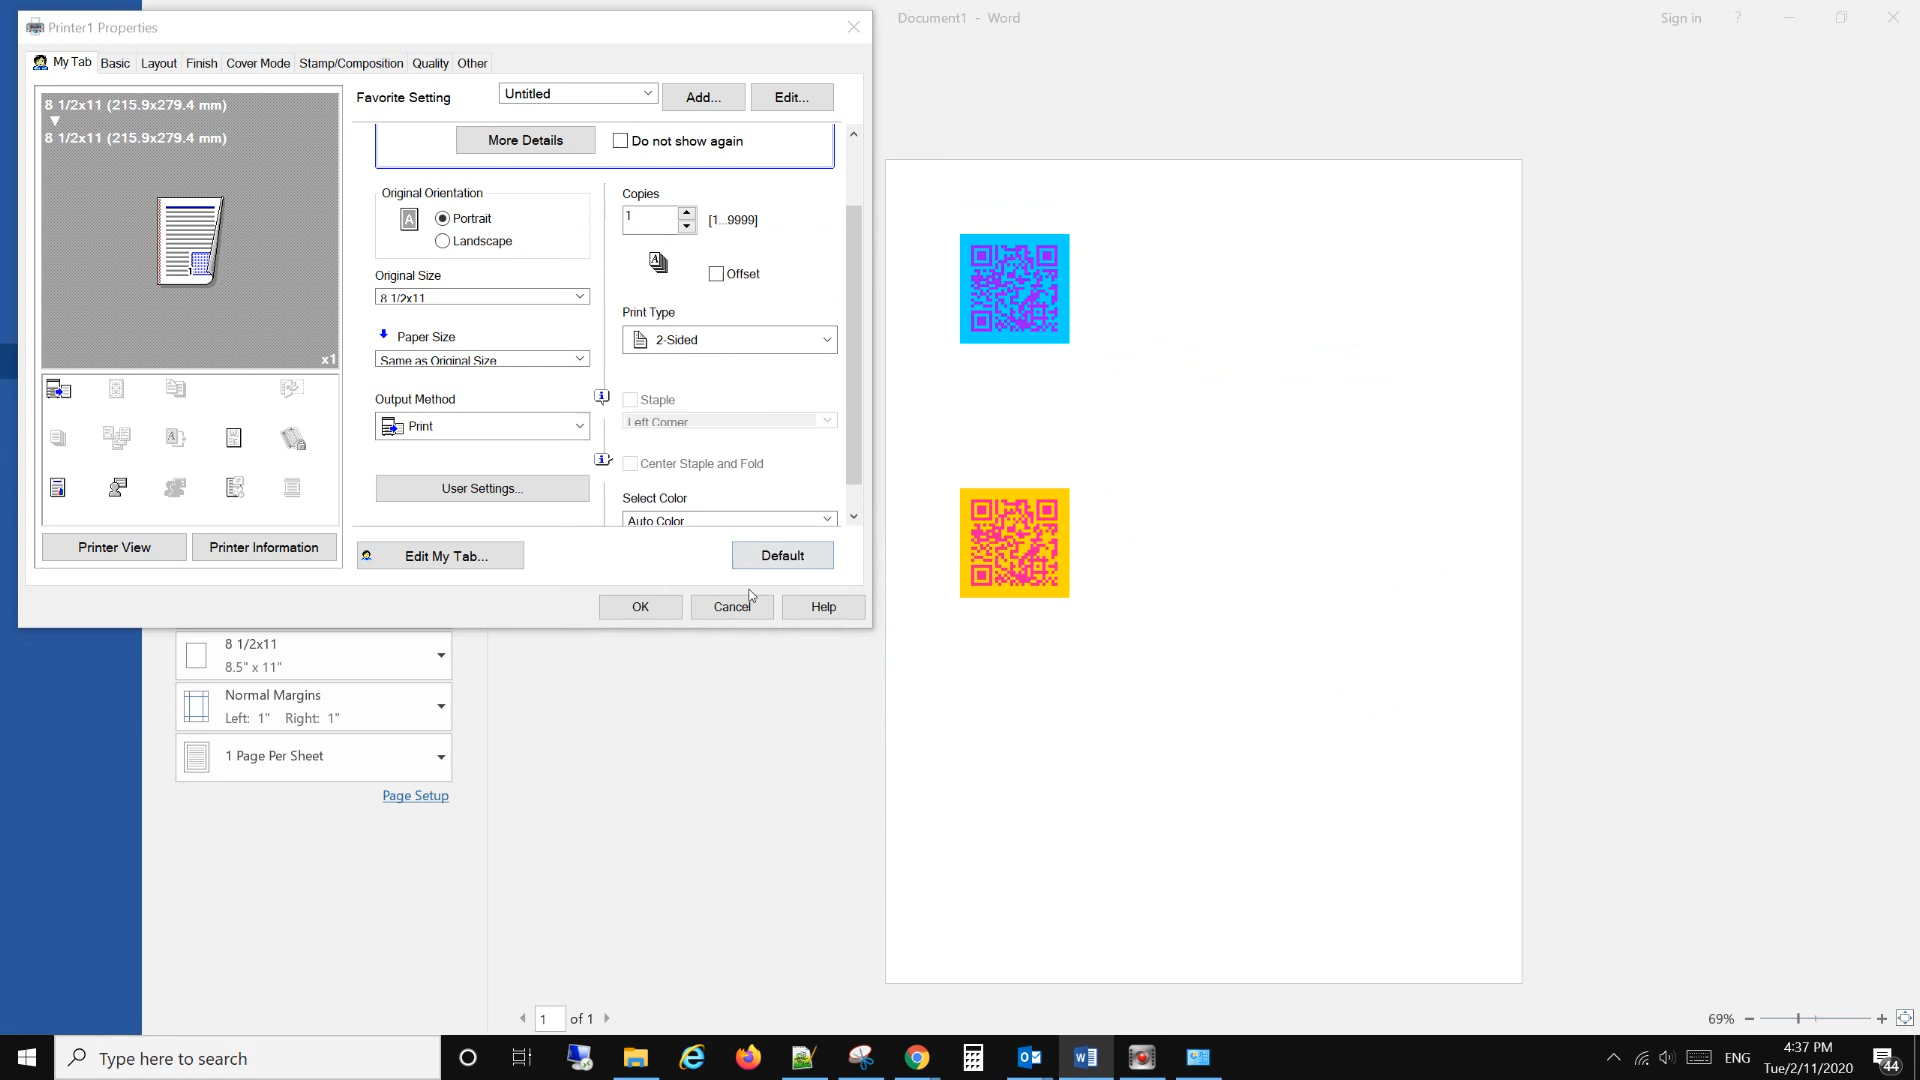 Printer1 Properties
Document1 - Word
Sign in
?
My Tab
Basic
Layout
Finish
Cover Mode
Stamp/Composition
Quality
Other
8 1/2x11 (215.9x279.4 mm)
8 1/2x11 (215.9x279.4 mm)
x1
Printer View
Printer Information
Favorite Setting
Untitled
Add...
Edit...
More Details
Do not show again
Original Orientation
A
Portrait
Landscape
Original Size
8 1/2x11
Paper Size
Same as Original Size
Output Method
Print
User Settings...
Copies
1
[1...9999]
Offset
Print Type
2-Sided
Staple
Left Corner
Center Staple and Fold
Select Color
Auto Color
Edit My Tab...
Default
OK
Cancel
Help
8 1/2x11
8.5" x 11"
Normal Margins
Left: 1" Right: 1"
1 Page Per Sheet
Page Setup
1 of 1
69%
Type here to search
ENG
4:37 PM
Tue/2/11/2020
44